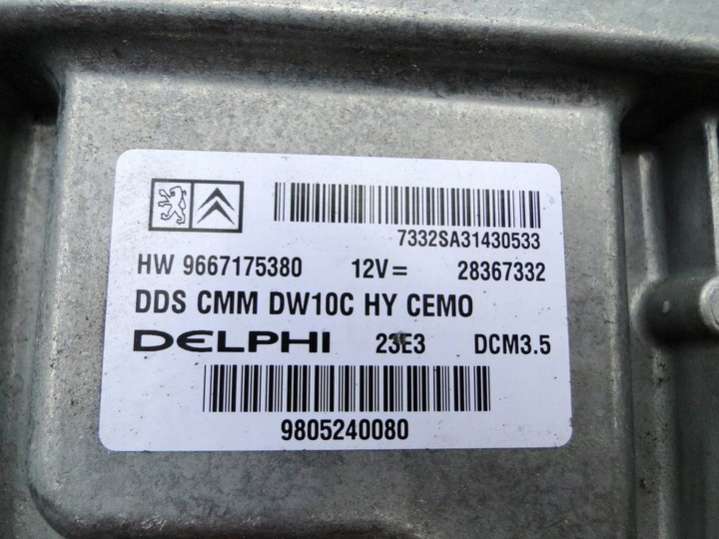 7332SA31430533
HW 9667175380 12V= 28367332
DDS CMM DW10C HY CEMO
DELPHI 23E3 DCM3.5
9805240080